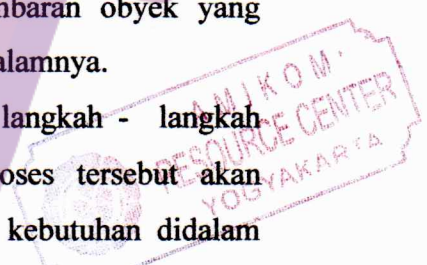 mbaran obyek yang
alamnya.
langkah - langkah
oses tersebut akan
kebutuhan didalam
AMIKOM
RESOURCE CENTER
YOGYAKARTA